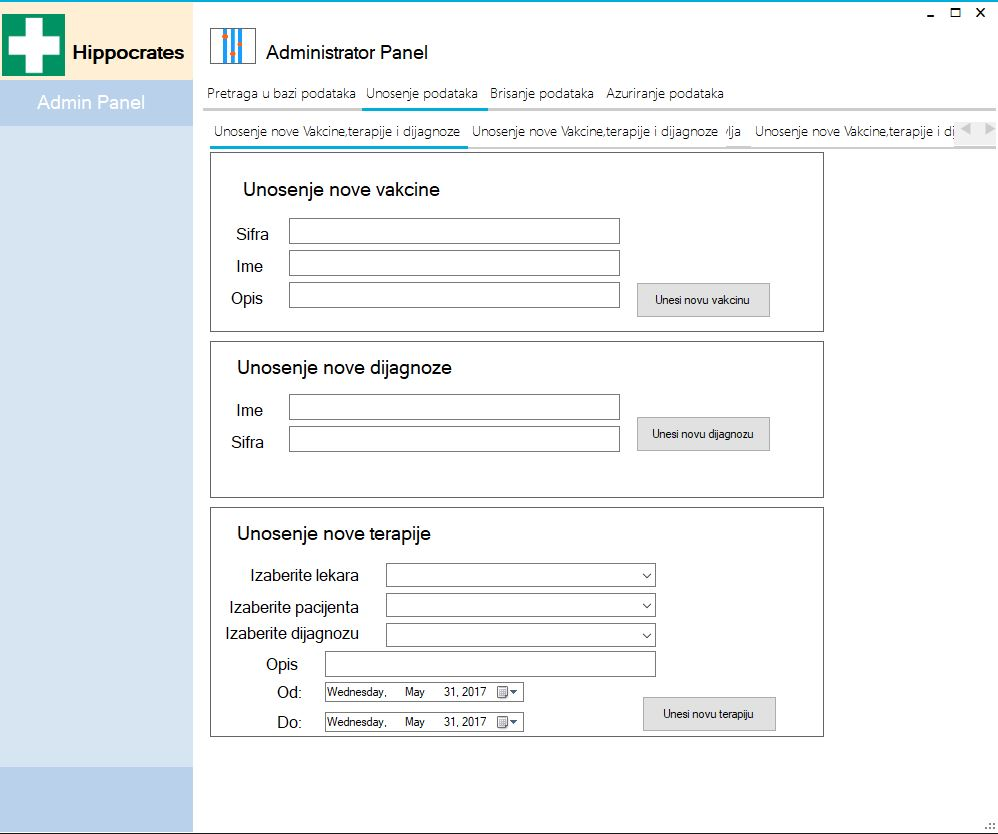 Hippocrates
Administrator Panel
Admin Panel
Pretraga u bazi podataka Unosenje podataka Brisanje podataka Azuriranje podataka
Unosenje nove Vakcine,terapije i dijagnoze Unosenje nove Vakcine,terapije i dijagnoze lja Unosenje nove Vakcine,terapije i di
Unosenje nove vakcine
Sifra
Ime
Opis
Unesi novu vakcinu
Unosenje nove dijagnoze
Ime
Sifra
Unesi novu dijagnozu
Unosenje nove terapije
Izaberite lekara
Izaberite pacijenta
Izaberite dijagnozu
Opis
Od: Wednesday, May 31, 2017
Do: Wednesday, May 31, 2017
Unesi novu terapiju